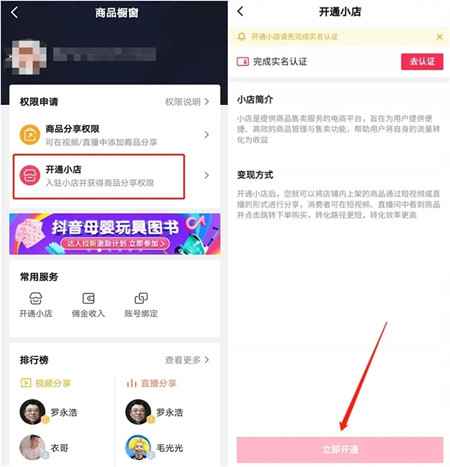 商品橱窗
权限申请
权限说明
商品分享权限
可在视频/直播中添加商品分享
开通小店
入驻小店并获得商品分享权限
抖音母婴玩具图书
达人拉新激励计划 立即参加
常用服务
开通小店
佣金收入
账号绑定
排行榜
查看更多
视频分享
直播分享
罗永浩
罗永浩
衣哥
毛光光
开通小店
开通小店请先完成实名认证
完成实名认证
去认证
小店简介
小店是提供商品售卖服务的电商平台，旨在为用户提供便
捷、高效的商品管理与售卖功能，帮助用户将自身的流量转
化为收益
变现方式
开通小店后，您就可以将店铺内上架的商品通过短视频或直
播的形式进行分享，消费者可在短视频、直播间中看到商品
并点击跳转下单购买，转化路径更短，转化效率更高
立即开通